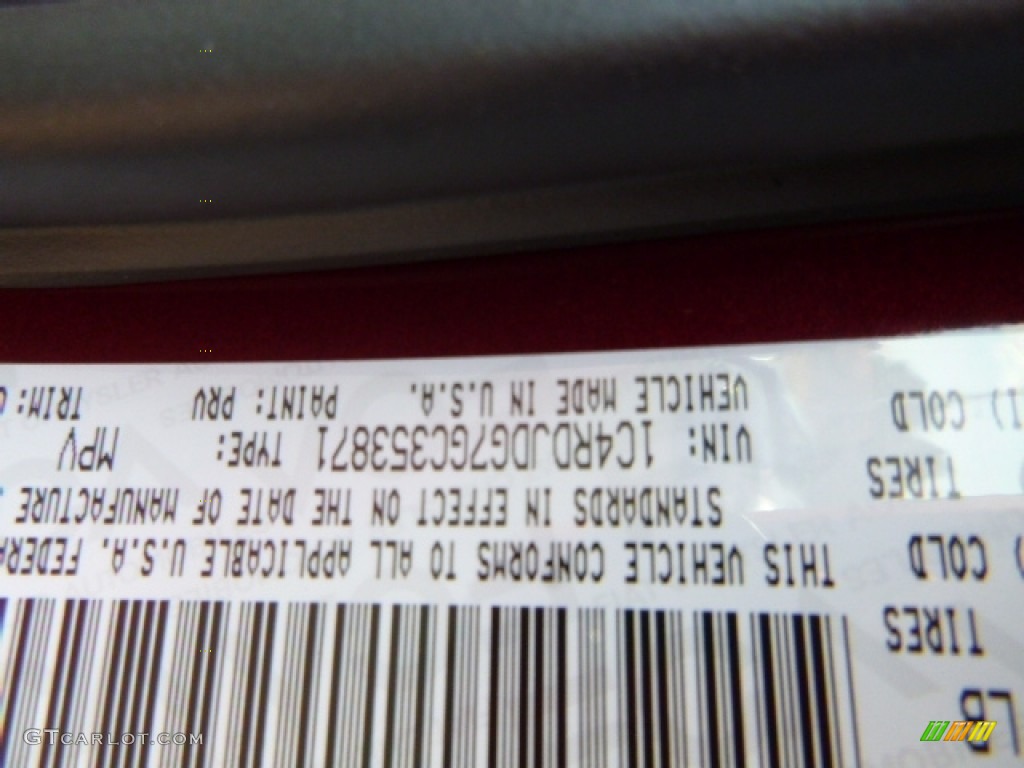 LB
TIRES
) COLD
TIRES
I) COLD
THIS VEHICLE CONFORMS TO ALL APPLICABLE U.S.A. FEDERA
STANDARDS IN EFFECT ON THE DATE OF MANUFACTURE
VIN: 1C4RDJDG7GC353871 TYPE: MPV
VEHICLE MADE IN U.S.A. PAINT: PRV TRIM:
GTCARLOT.COM